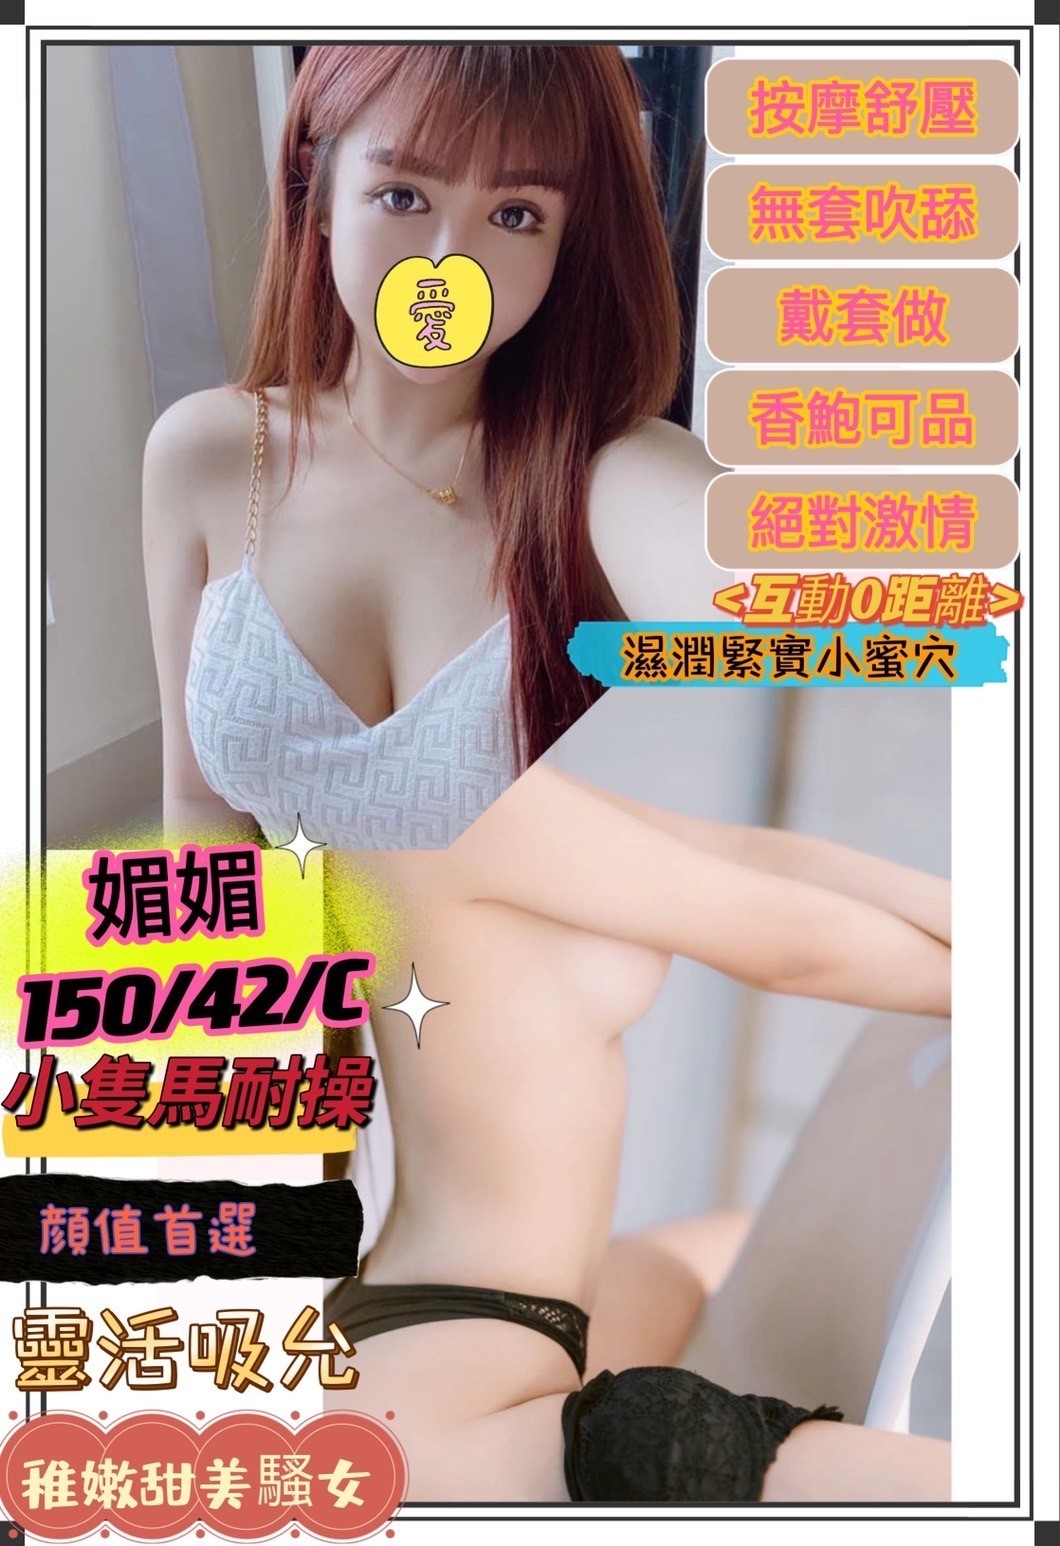 愛
按摩舒壓
無套吹舔
戴套做
香鮑可品
絕對激情
<互動0距離>
濕潤緊實小蜜穴
媚媚
150/42/C
小隻馬耐操
顏值首選
靈活吸允
稚嫩甜美騷女